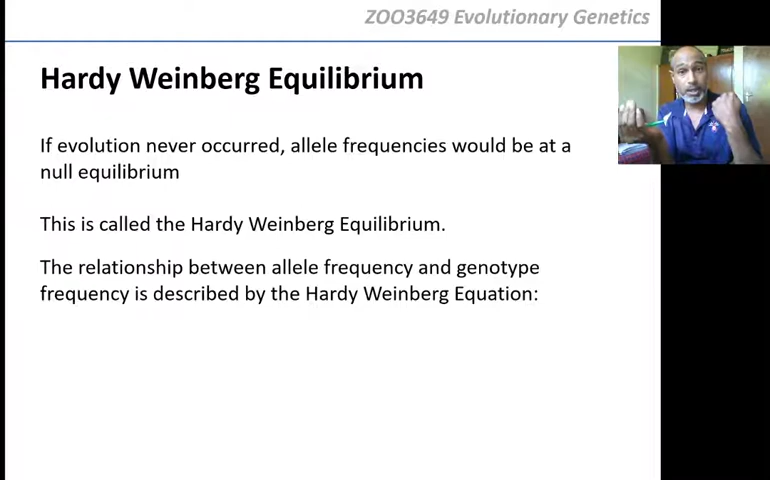 ZOO3649 Evolutionary Genetics
Hardy Weinberg Equilibrium
If evolution never occurred, allele frequencies would be at a
null equilibrium
This is called the Hardy Weinberg Equilibrium.
The relationship between allele frequency and genotype
frequency is described by the Hardy Weinberg Equation: